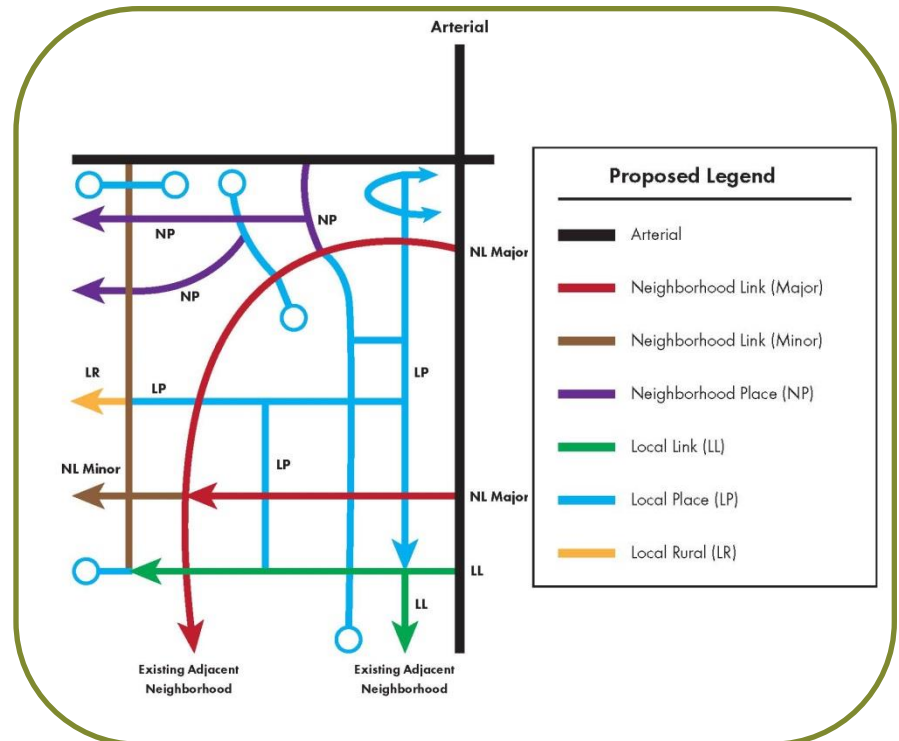 Arterial
NP
NP
NL Major
NP
LR
LP
LP
LP
NL Minor
NL Major
LL
LL
Existing Adjacent
Neighborhood
Existing Adjacent
Neighborhood
Proposed Legend
Arterial
Neighborhood Link (Major)
Neighborhood Link (Minor)
Neighborhood Place (NP)
Local Link (LL)
Local Place (LP)
Local Rural (LR)